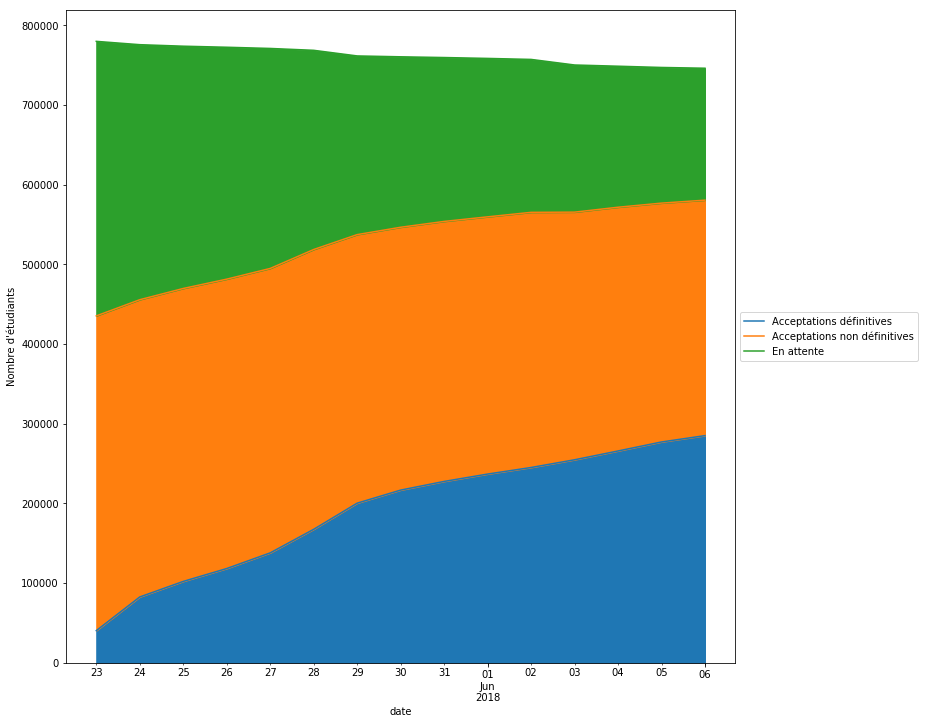 800000
700000
600000
500000
400000
300000
200000
100000
0
Nombre d'étudiants
23 24 25 26 27 28 29 30 31 01 02 03 04 05 06
Jun
2018
date
Acceptations définitives
Acceptations non définitives
En attente